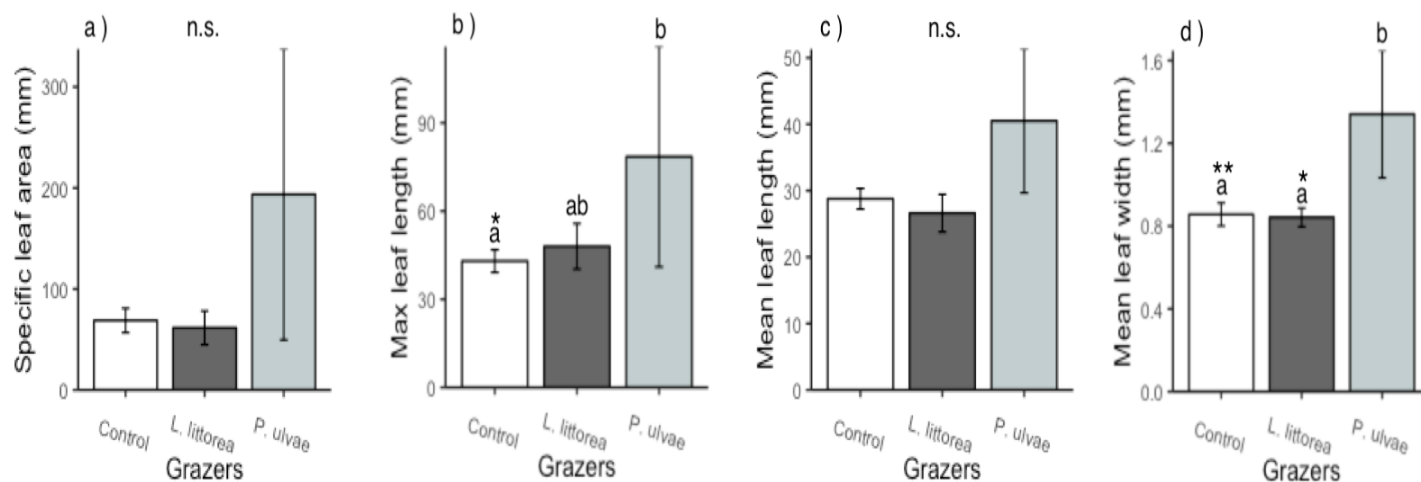 a )
n.s.
Specific leaf area (mm)
300
200
100
0
Control
L. littorea
P. ulvae
Grazers
b )
b
Max leaf length (mm)
90
60
30
0
*
a
ab
Control
L. littorea
P. ulvae
Grazers
c )
n.s.
Mean leaf length (mm)
50
40
30
20
10
0
Control
L. littorea
P. ulvae
Grazers
d )
b
Mean leaf width (mm)
1.6
1.2
0.8
0.4
0.0
**
a
*
a
Control
L. littorea
P. ulvae
Grazers